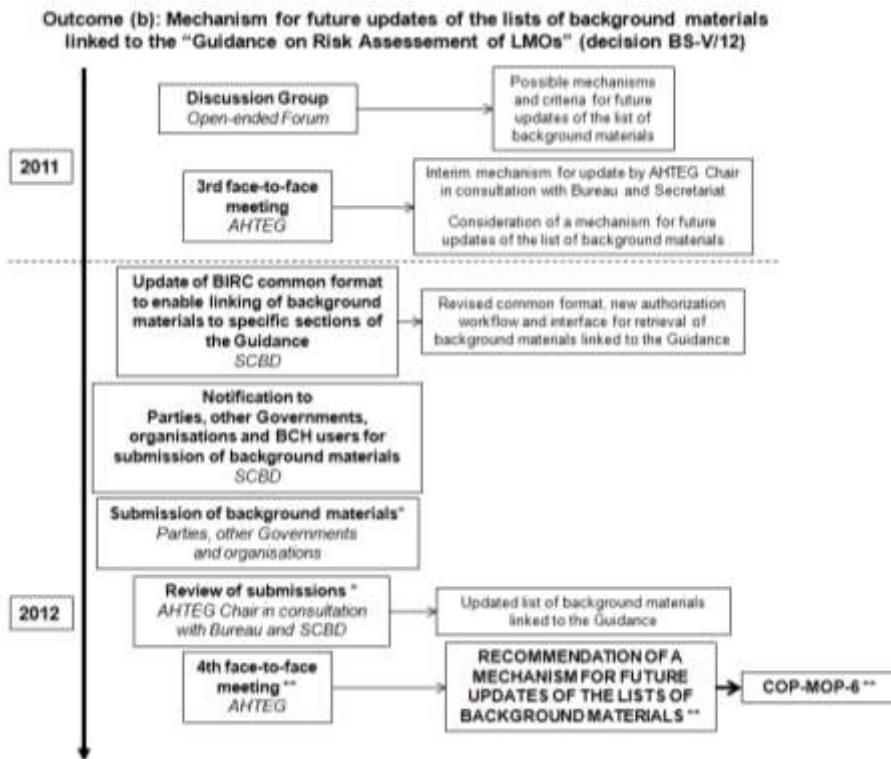 Outcome (b): Mechanism for future updates of the lists of background materials
linked to the “Guidance on Risk Assessement of LMOs” (decision BS-V/12)
Discussion Group
Open-ended Forum
Possible mechanisms
and criteria for future
updates of the list of
background materials
2011
3rd face-to-face
meeting
AHTEG
Interim mechanism for update by AHTEG Chair
in consultation with Bureau and Secretariat
Consideration of a mechanism for future
updates of the list of background materials
Update of BIRC common format
to enable linking of background
materials to specific sections of
the Guidance
SCBD
Revised common format, new authorization
workflow and interface for retrieval of
background materials linked to the Guidance
Notification to
Parties, other Governments,
organisations and BCH users for
submission of background materials
SCBD
Submission of background materials*
Parties, other Governments
and organisations
2012
Review of submissions *
AHTEG Chair in consultation
with Bureau and SCBD
Updated list of background materials
linked to the Guidance
4th face-to-face
meeting **
AHTEG
RECOMMENDATION OF A
MECHANISM FOR FUTURE
UPDATES OF THE LISTS OF
BACKGROUND MATERIALS **
COP-MOP-6 **